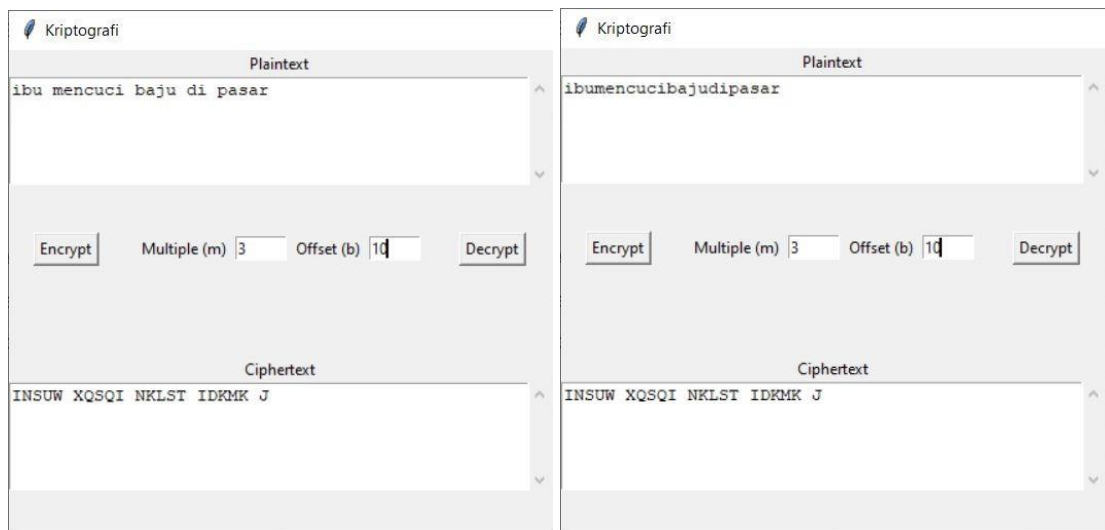 Kriptografi
Plaintext
ibu mencuci baju di pasar
Encrypt Multiple (m) 3 Offset (b) 10 Decrypt
Ciphertext
INSUW XQSQI NKLST IDKMK J
Kriptografi
Plaintext
ibumencucibajudipasar
Encrypt Multiple (m) 3 Offset (b) 10 Decrypt
Ciphertext
INSUW XQSQI NKLST IDKMK J